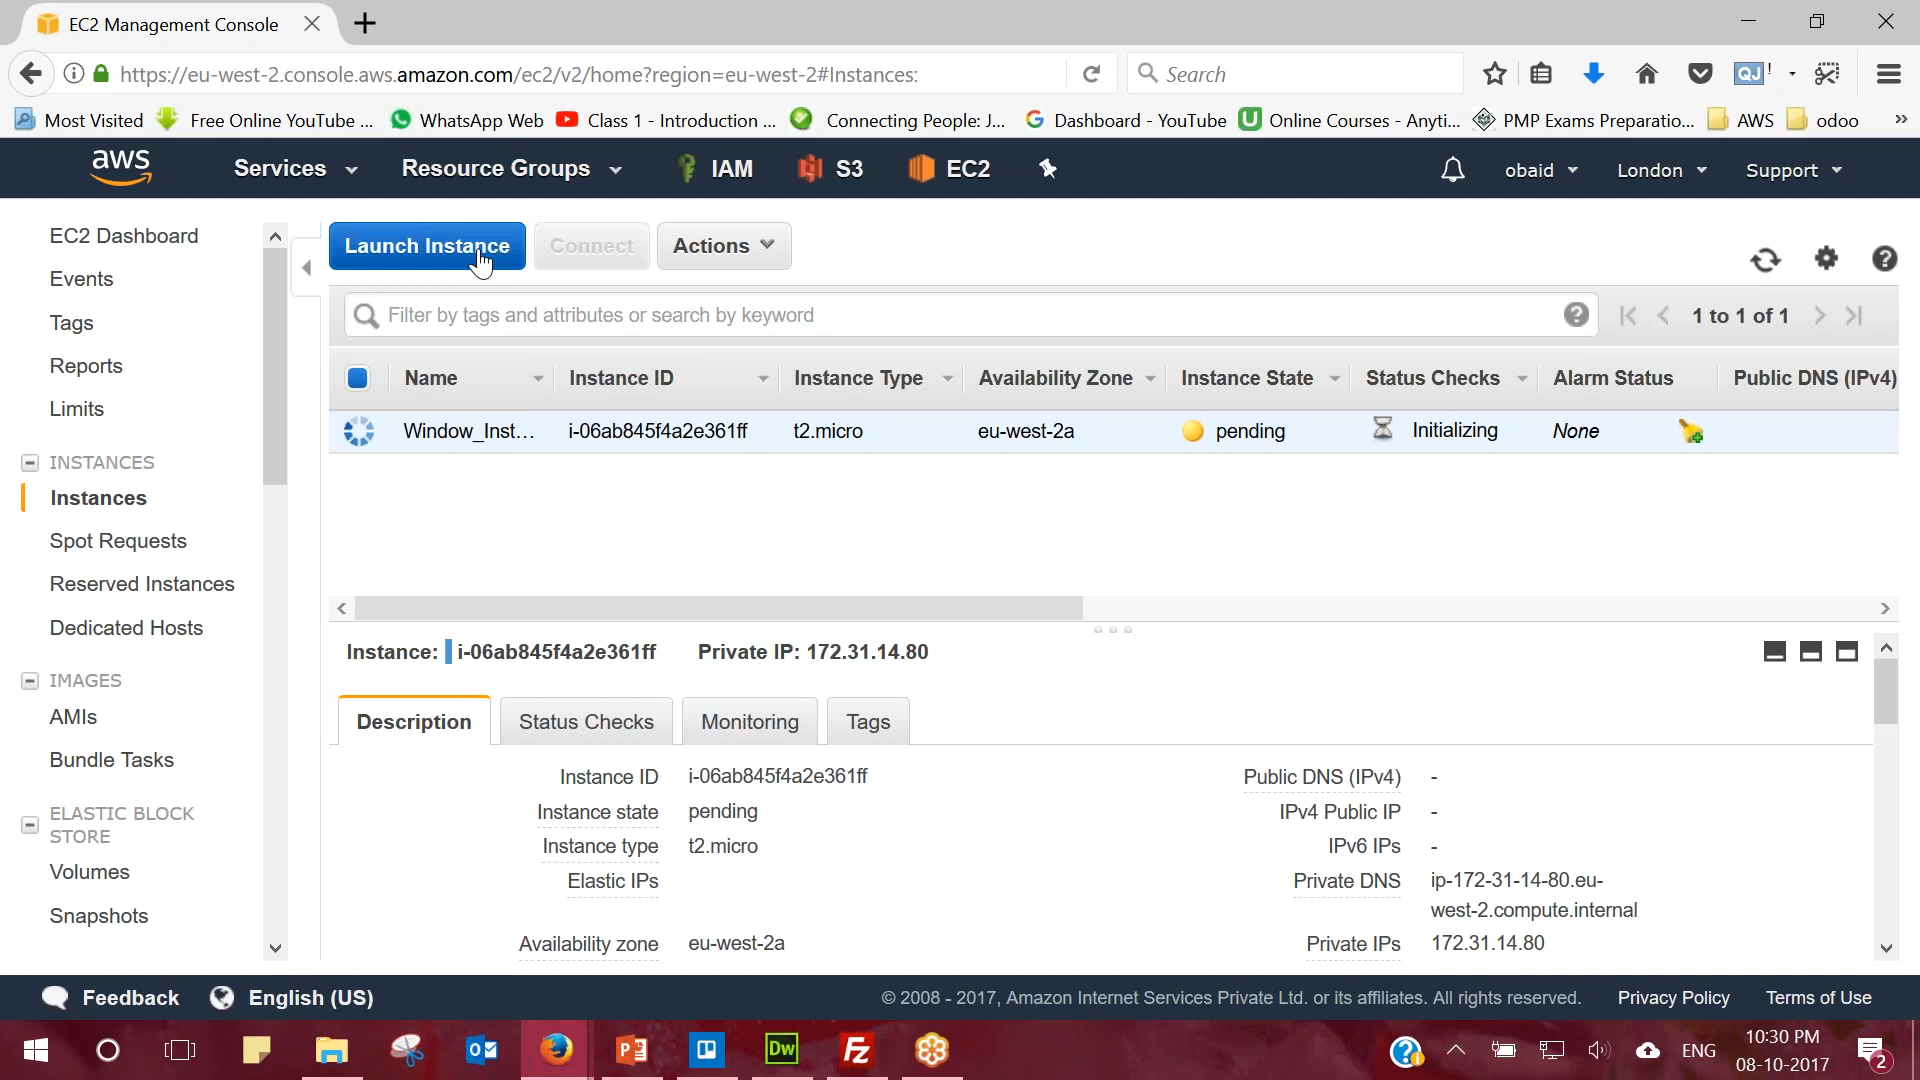 EC2 Management Console
https://eu-west-2.console.aws.amazon.com/ec2/v2/home?region=eu-west-2#Instances:
Search
QJ !
Most Visited
Free Online YouTube ...
WhatsApp Web
Class 1 - Introduction ...
Connecting People: J...
Dashboard - YouTube
Online Courses - Anyti...
PMP Exams Preparatio...
AWS
odoo
»
aws
Services
Resource Groups
IAM
S3
EC2
obaid
London
Support
EC2 Dashboard
Events
Tags
Reports
Limits
INSTANCES
Instances
Spot Requests
Reserved Instances
Dedicated Hosts
IMAGES
AMIs
Bundle Tasks
ELASTIC BLOCK
STORE
Volumes
Snapshots
Launch Instance
Connect
Actions
Filter by tags and attributes or search by keyword
1 to 1 of 1
Name Instance ID Instance Type Availability Zone Instance State Status Checks Alarm Status Public DNS (IPv4)
Window_Inst... i-06ab845f4a2e361ff t2.micro eu-west-2a pending Initializing None
Instance: i-06ab845f4a2e361ff Private IP: 172.31.14.80
Description
Status Checks
Monitoring
Tags
Instance ID i-06ab845f4a2e361ff
Instance state pending
Instance type t2.micro
Elastic IPs
Availability zone eu-west-2a
Public DNS (IPv4) -
IPv4 Public IP -
IPv6 IPs -
Private DNS ip-172-31-14-80.eu-
west-2.compute.internal
Private IPs 172.31.14.80
Feedback
English (US)
© 2008 - 2017, Amazon Internet Services Private Ltd. or its affiliates. All rights reserved.
Privacy Policy
Terms of Use
Dw
Fz
ENG
10:30 PM
08-10-2017
2